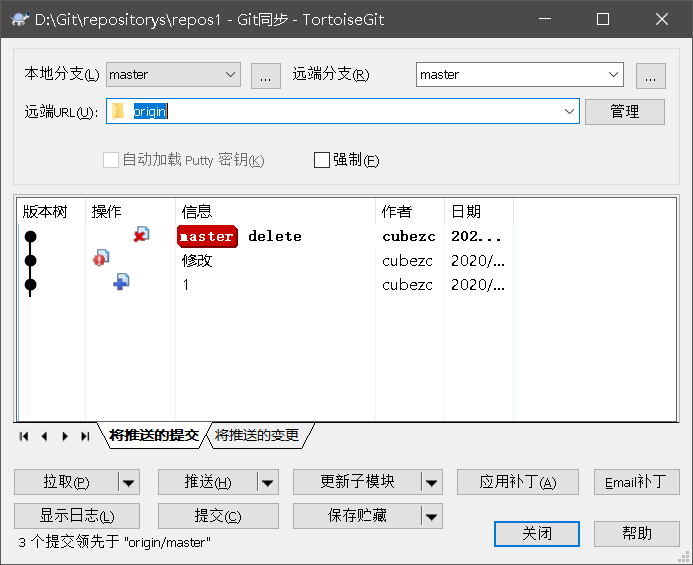 D:\Git\repositorys\repos1 - Git同步 - TortoiseGit
本地分支(L) master ... 远端分支(R) master ...
远端URL(U): origin 管理
自动加载 Putty 密钥(K) 强制(F)
版本树 操作 信息 作者 日期
master delete cubezc 202...
修改 cubezc 2020/...
1 cubezc 2020/...
将推送的提交 将推送的变更
拉取(P) 推送(H) 更新子模块 应用补丁(A) Email补丁
显示日志(L) 提交(C) 保存贮藏 关闭 帮助
3 个提交领先于 "origin/master"